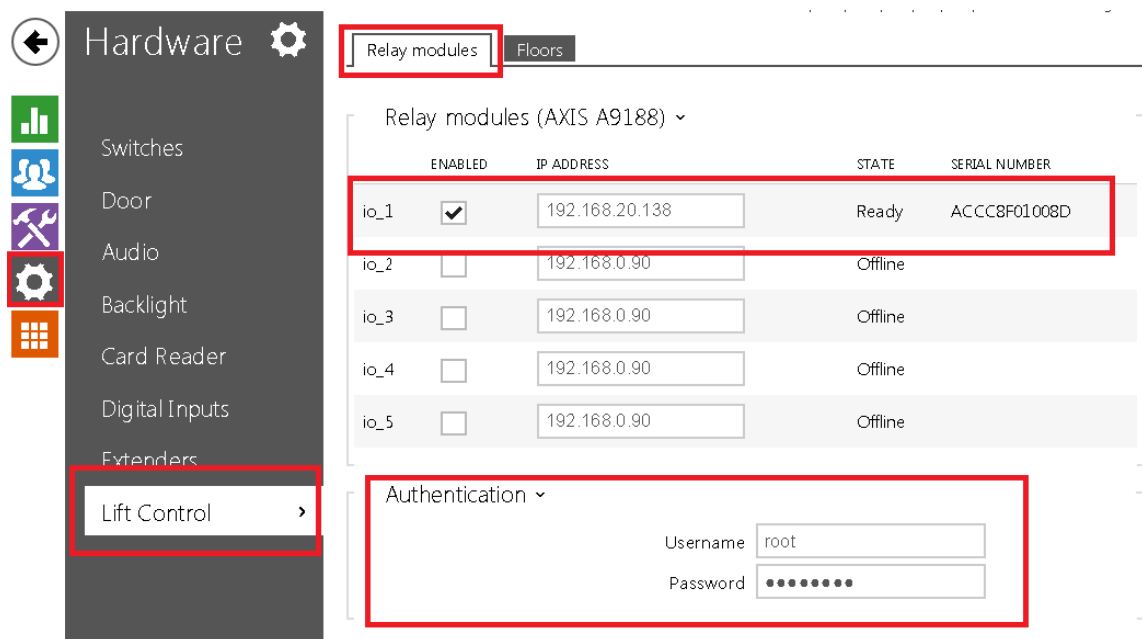 Hardware
Relay modules
Floors
Switches
Door
Audio
Backlight
Card Reader
Digital Inputs
Extenders
Lift Control
Relay modules (AXIS A9188)
ENABLED IP ADDRESS STATE SERIAL NUMBER
io_1 192.168.20.138 Ready ACCC8F01008D
io_2 192.168.0.90 Offline
io_3 192.168.0.90 Offline
io_4 192.168.0.90 Offline
io_5 192.168.0.90 Offline
Authentication
Username root
Password ••••••••